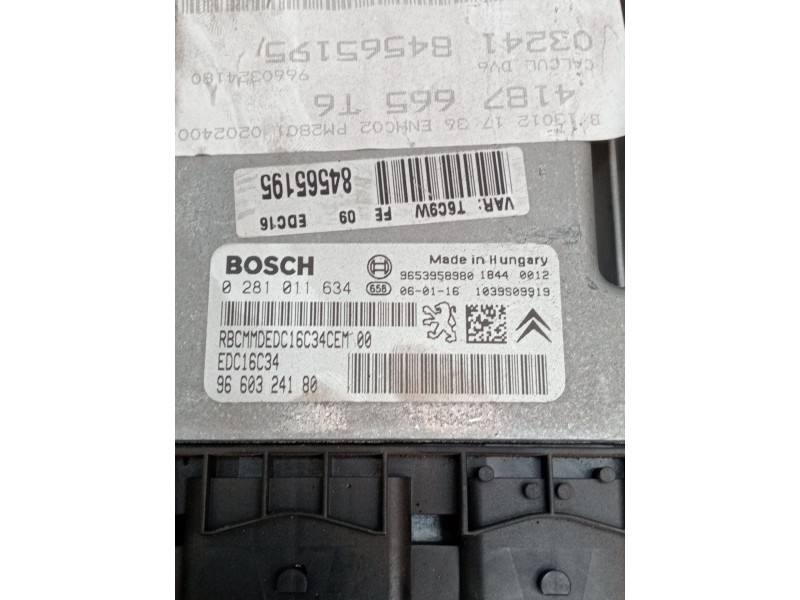 03241 84565195
CALCUL DV6 9660324180
4187 665 T6
17 36 ENHC02 PM28C1 0202400
84565195
VAR: T6C9W FE 09 EDC16
BOSCH
Made in Hungary
9653958980 1844 0012
0 281 011 634 658 06-01-16 1039S09919
RBCMMDEDC16C34CEM 00
EDC16C34
96 603 241 80